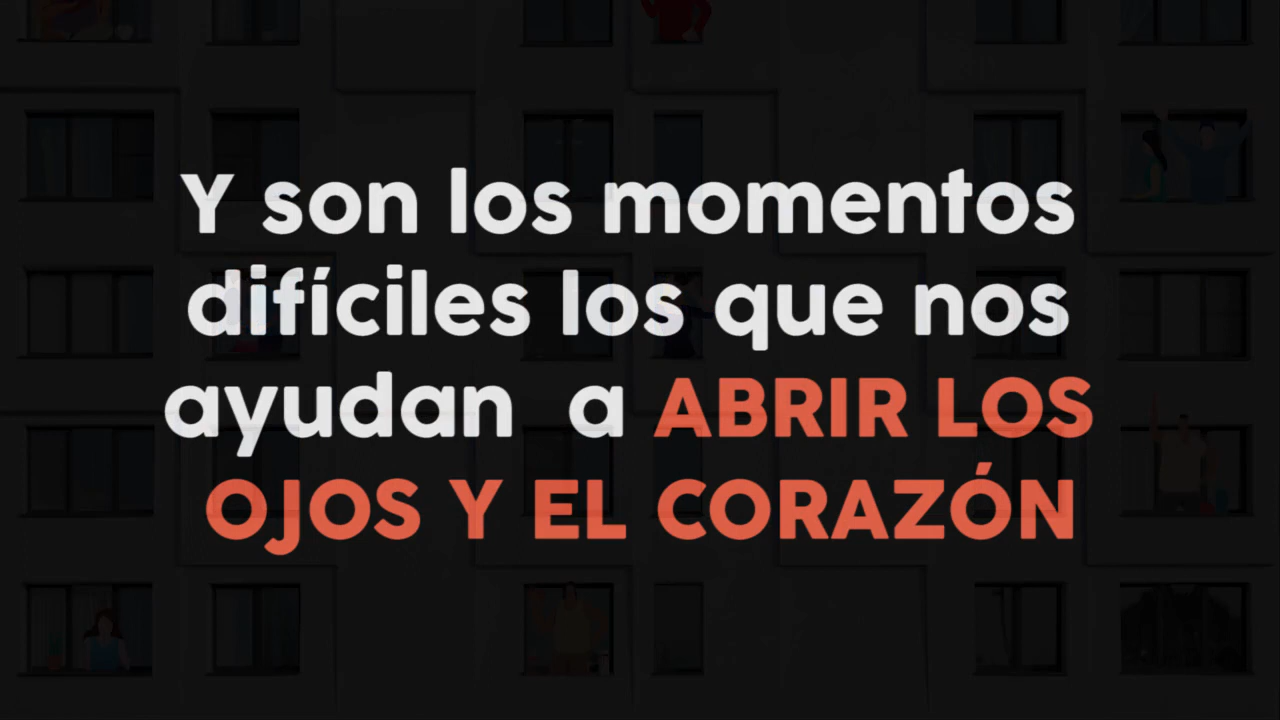 Y son los momentos
difíciles los que nos
ayudan a ABRIR LOS
OJOS Y EL CORAZÓN